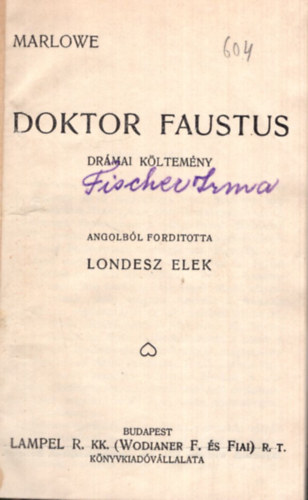 MARLOWE
604
DOKTOR FAUSTUS
DRÁMAI KÖLTEMÉNY
Fischer Irma
ANGOLBÓL FORDITOTTA
LONDESZ ELEK
BUDAPEST
LAMPEL R. KK. (WODIANER F. ÉS FIAI) R. T.
KÖNYVKIADÓVÁLLALATA